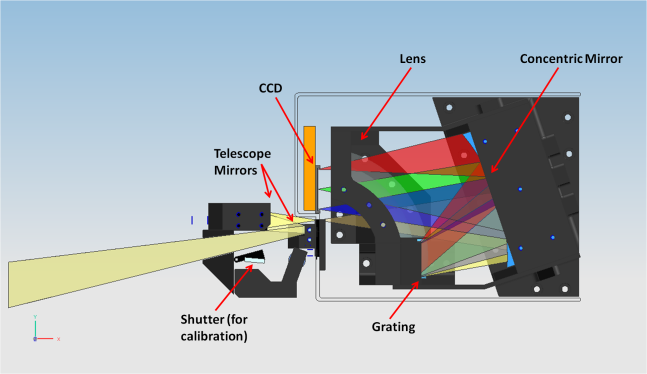 Lens
Concentric Mirror
CCD
Telescope
Mirrors
Shutter (for
calibration)
Grating
Y
X